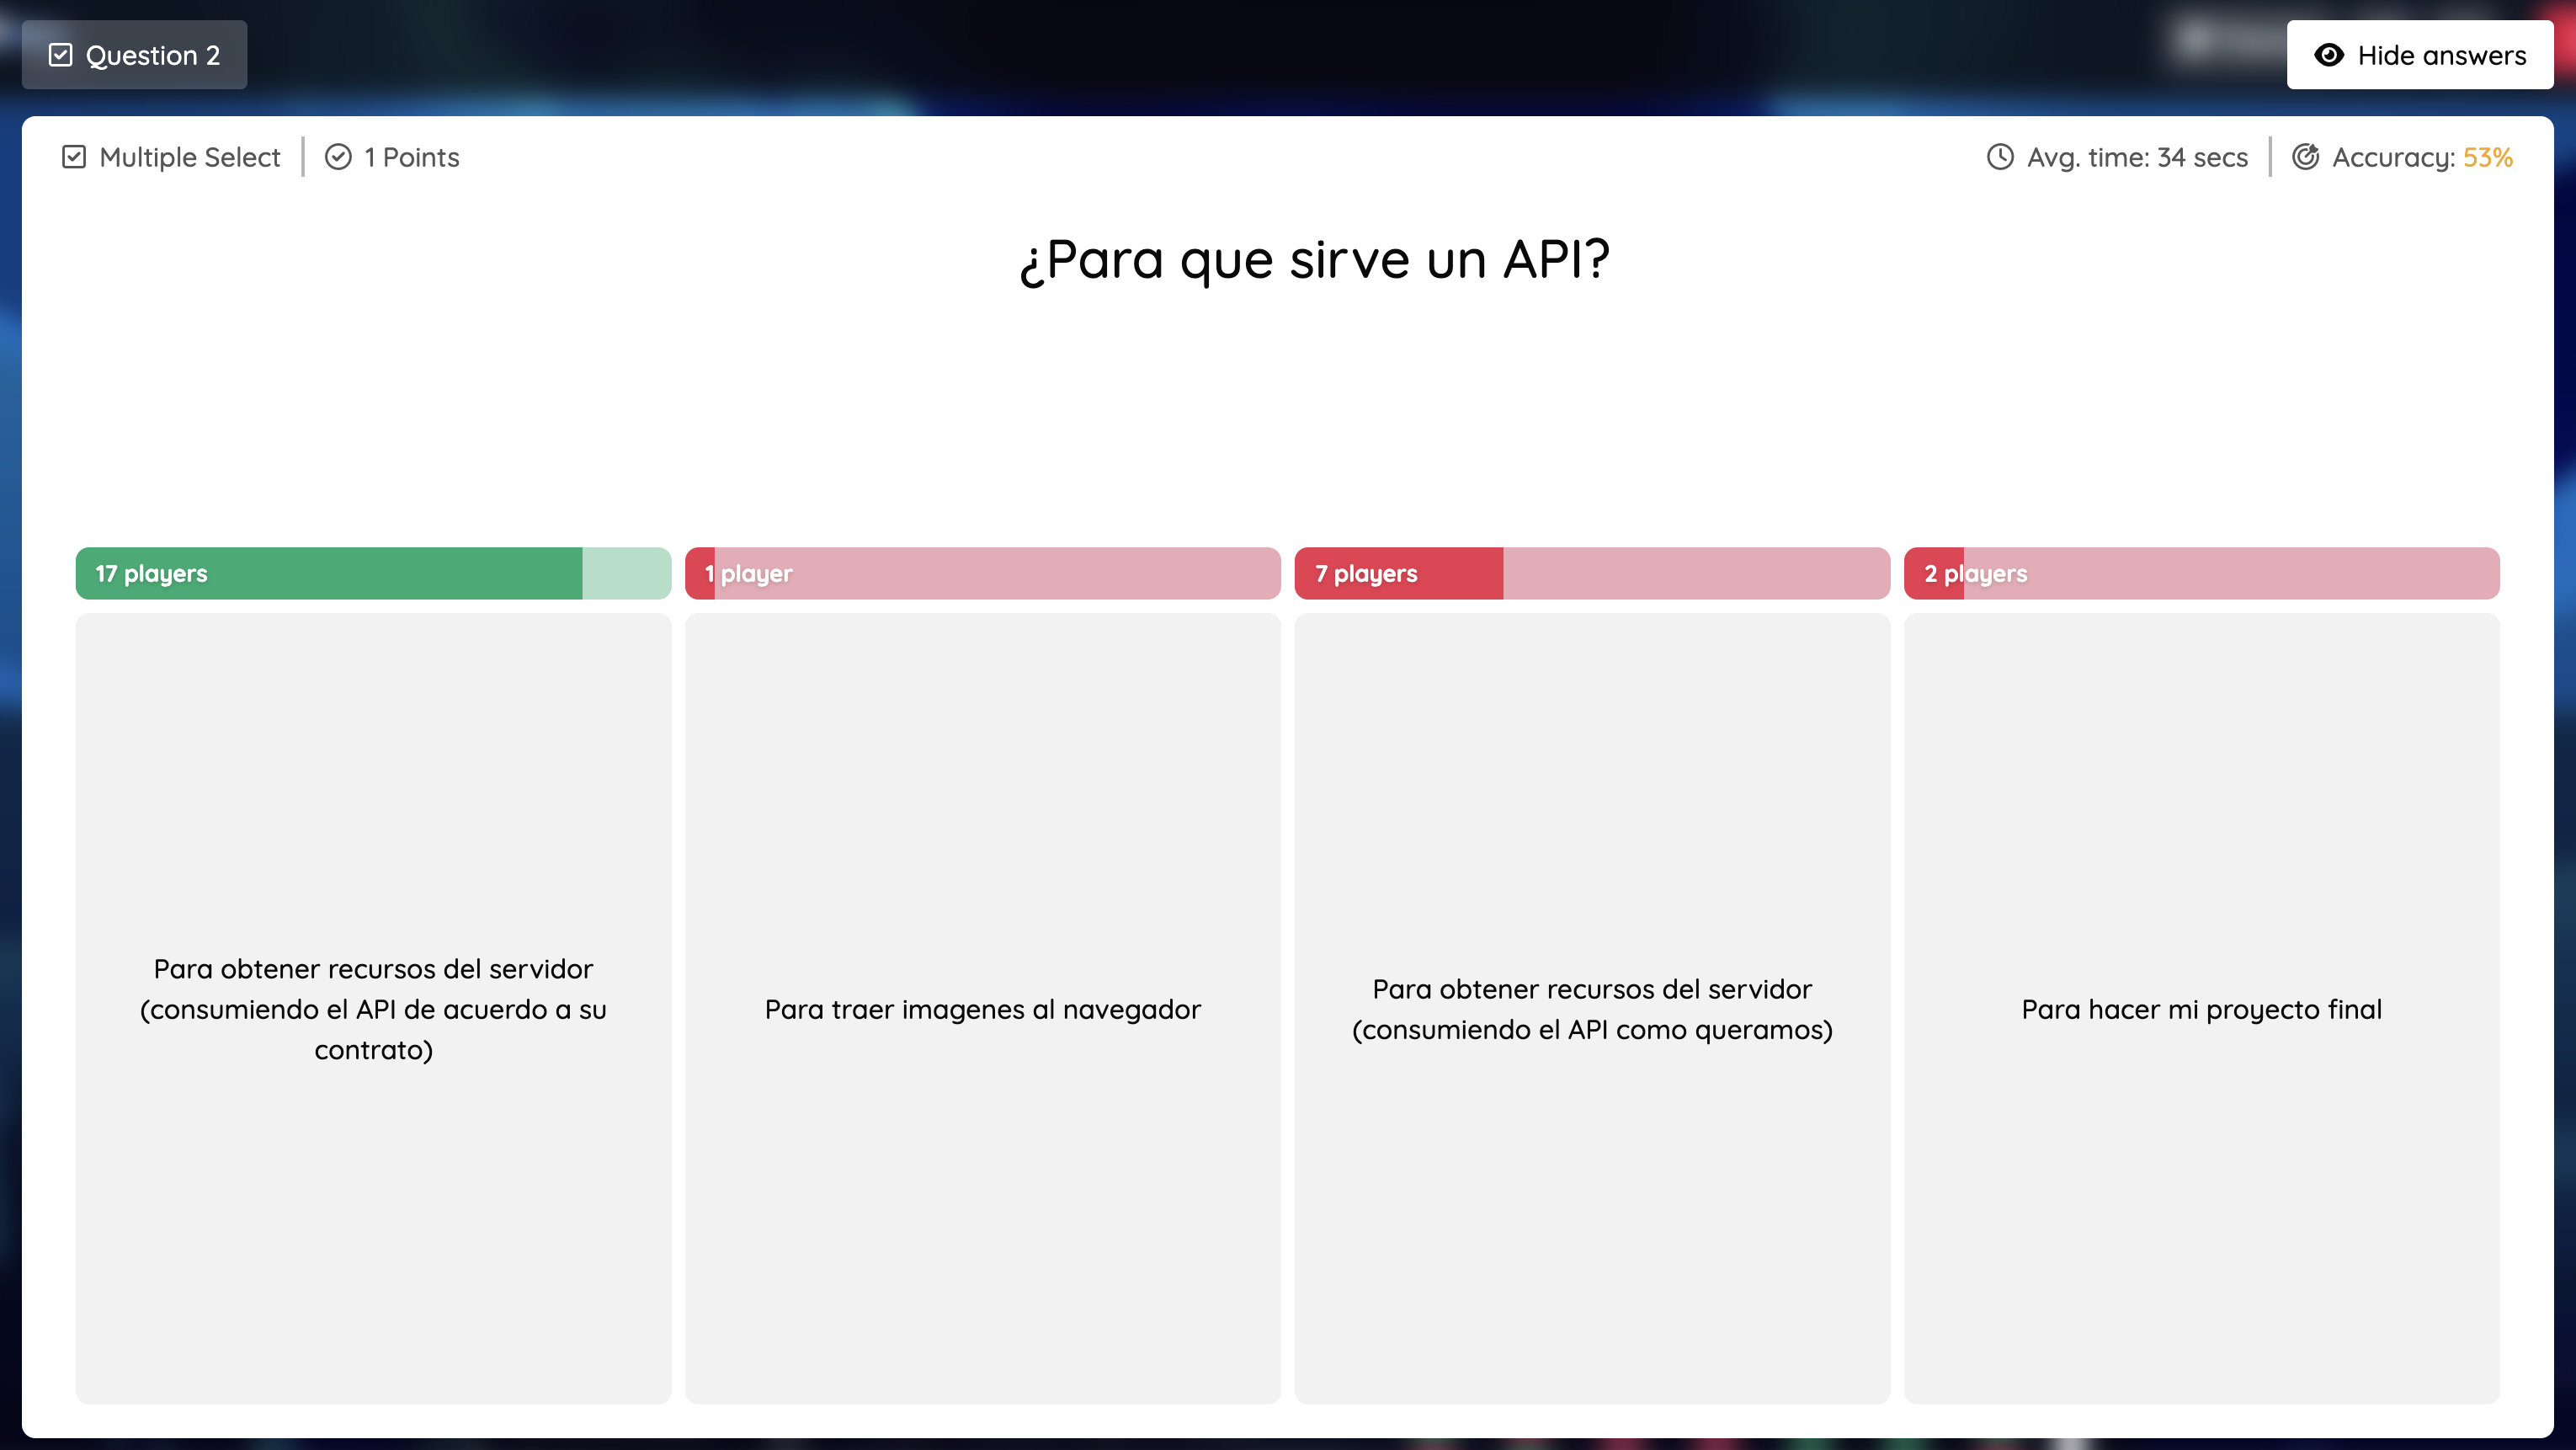 Question 2
Hide answers
Multiple Select
1 Points
Avg. time: 34 secs
Accuracy: 53%
¿Para que sirve un API?
17 players
1 player
7 players
2 players
Para obtener recursos del servidor
(consumiendo el API de acuerdo a su
contrato)
Para traer imagenes al navegador
Para obtener recursos del servidor
(consumiendo el API como queramos)
Para hacer mi proyecto final